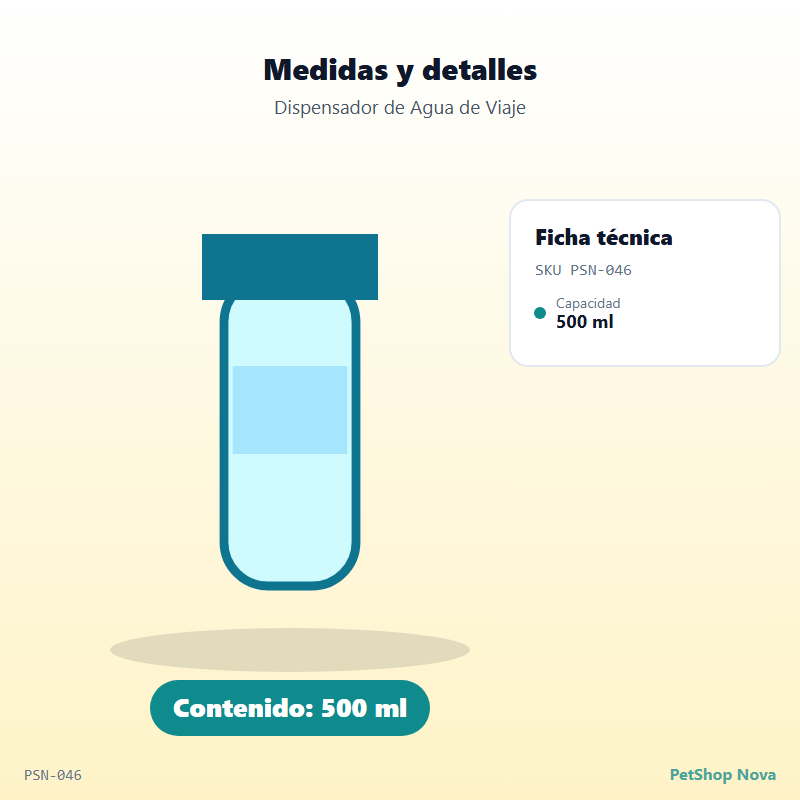 Medidas y detalles
Dispensador de Agua de Viaje
Ficha técnica
SKU PSN-046
Capacidad
500 ml
Contenido: 500 ml
PSN-046
PetShop Nova